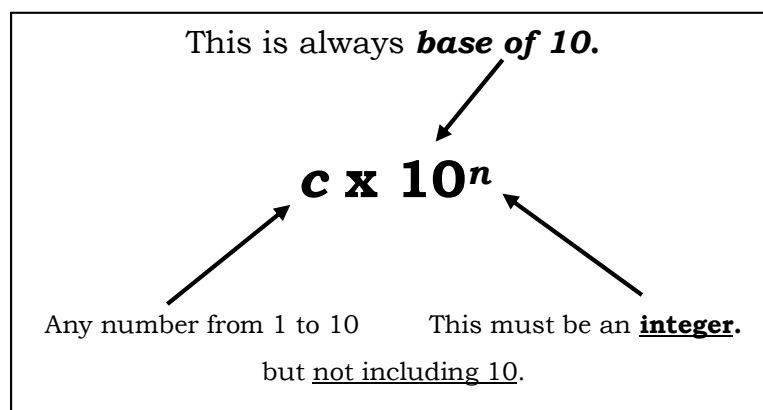 This is always base of 10.
c x 10ⁿ
Any number from 1 to 10
This must be an integer.
but not including 10.